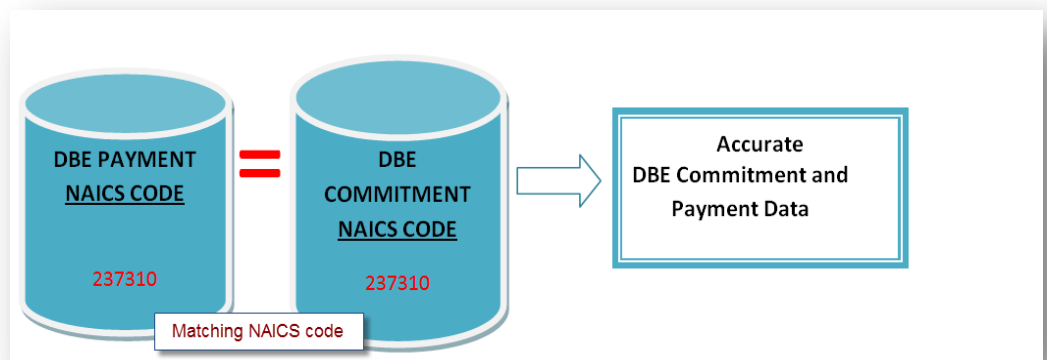 DBE PAYMENT
NAICS CODE
237310
=
DBE
COMMITMENT
NAICS CODE
237310
Matching NAICS code
Accurate
DBE Commitment and
Payment Data